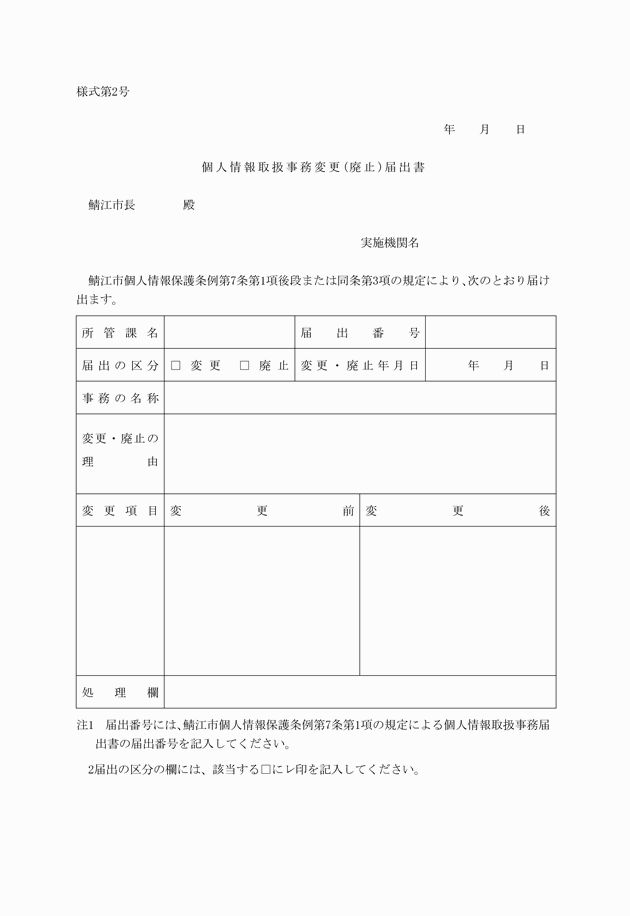 様式第2号
年　　月　　日
個人情報取扱事務変更(廃止)届出書
鯖江市長　　　　殿
実施機関名
鯖江市個人情報保護条例第7条第1項後段または同条第3項の規定により、次のとおり届け
出ます。
所管課名　届出番号
届出の区分　□ 変更　□ 廃止　変更・廃止年月日　年　　月　　日
事務の名称
変更・廃止の
理由
変更項目　変更前　変更後
処理欄
注1　届出番号には、鯖江市個人情報保護条例第7条第1項の規定による個人情報取扱事務届
出書の届出番号を記入してください。
2届出の区分の欄には、該当する□にレ印を記入してください。